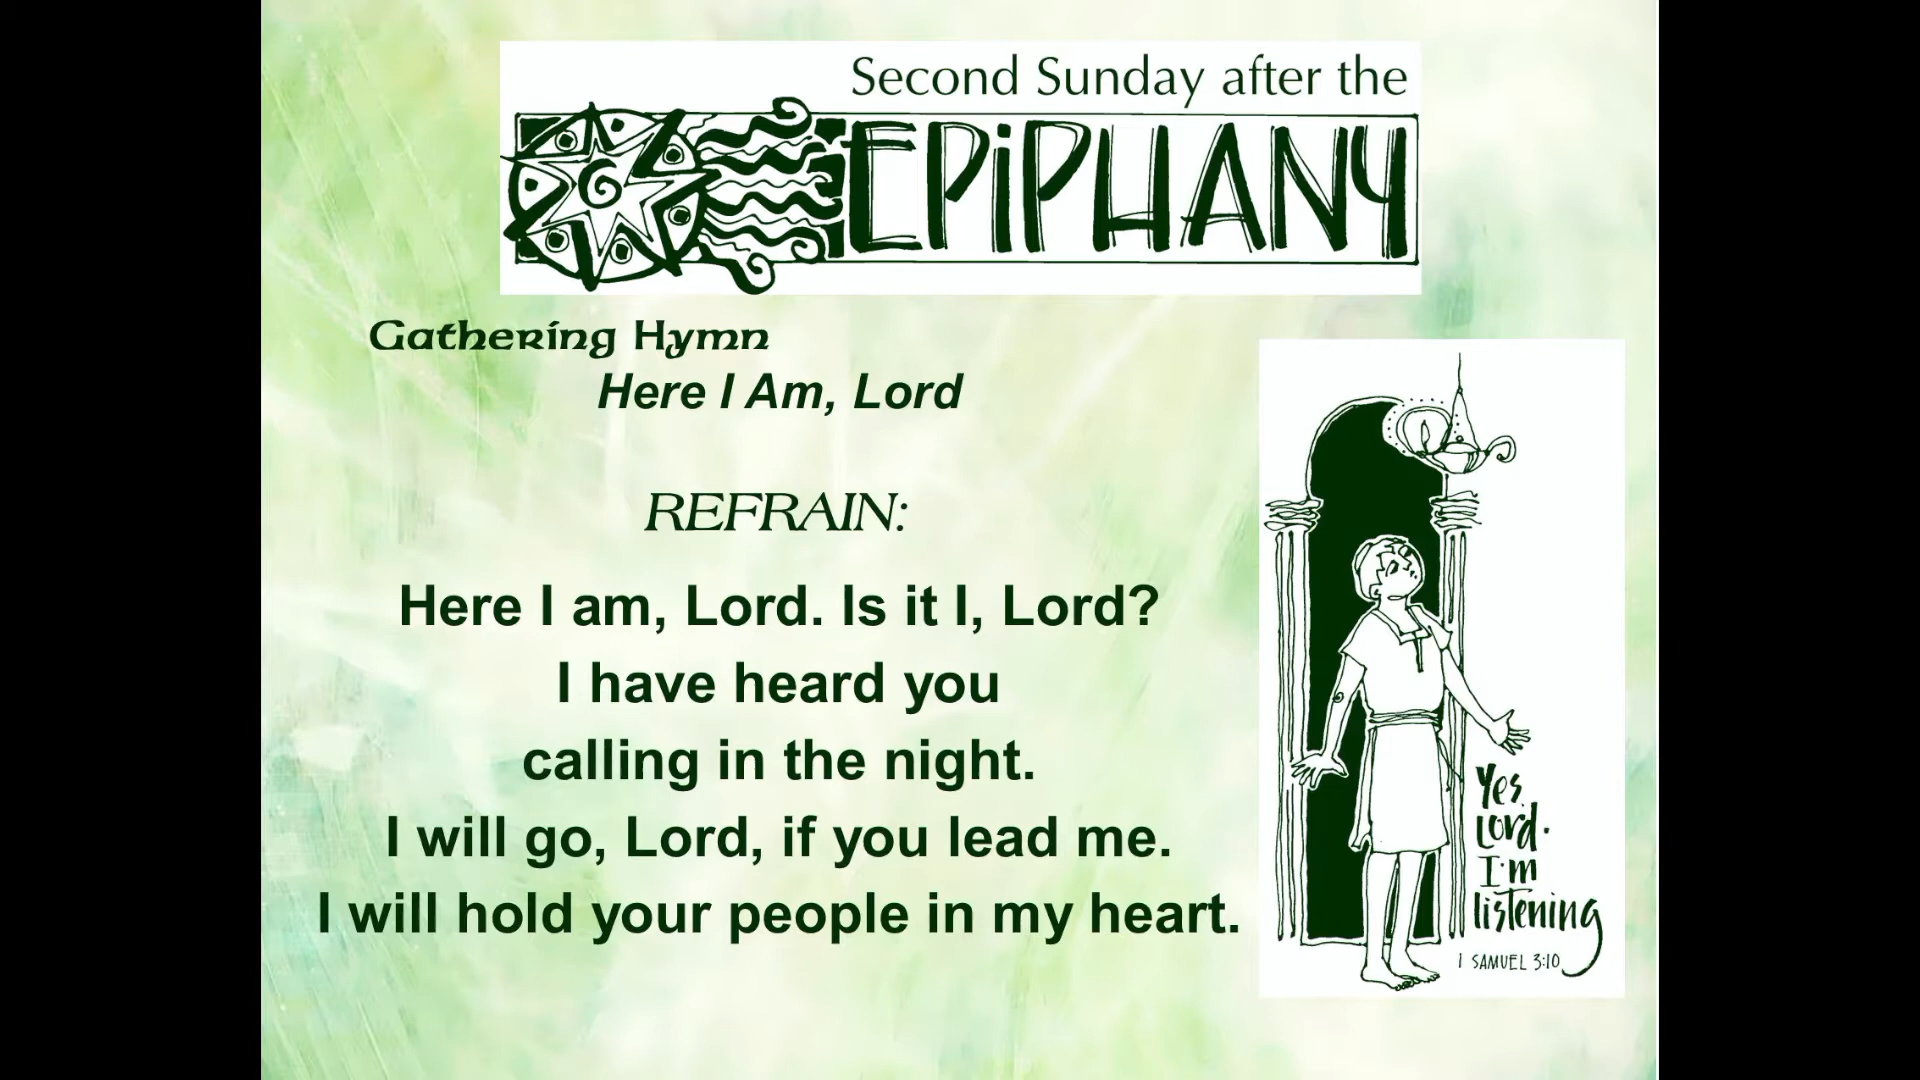 Second Sunday after the
EPiPHANY
Gathering Hymn
Here I Am, Lord
REFRAIN:
Here I am, Lord. Is it I, Lord?
I have heard you
calling in the night.
I will go, Lord, if you lead me.
I will hold your people in my heart.
Yes,
Lord.
I'm
listening
1 SAMUEL 3:10